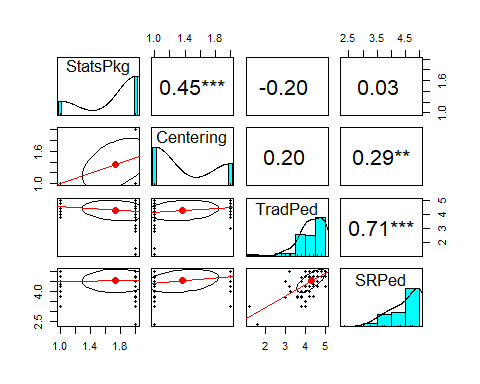 1.0 1.4 1.8
2.5 3.5 4.5
StatsPkg
0.45***
-0.20
0.03
1.0 1.6
1.0 1.6
Centering
0.20
0.29**
TradPed
0.71***
2 3 4 5
2.5 4.0
SRPed
1.0 1.4 1.8
2 3 4 5